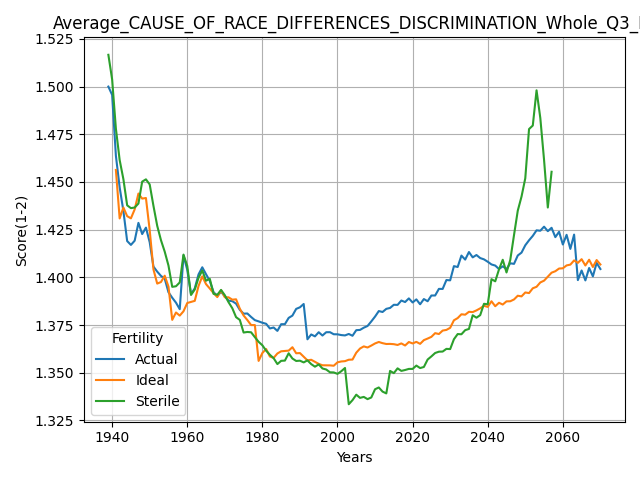 Average_CAUSE_OF_RACE_DIFFERENCES_DISCRIMINATION_Whole_Q3_
1.525
1.500
1.475
1.450
1.425
1.400
1.375
1.350
1.325
Score(1-2)
Fertility
Actual
Ideal
Sterile
1940
1960
1980
2000
2020
2040
2060
Years